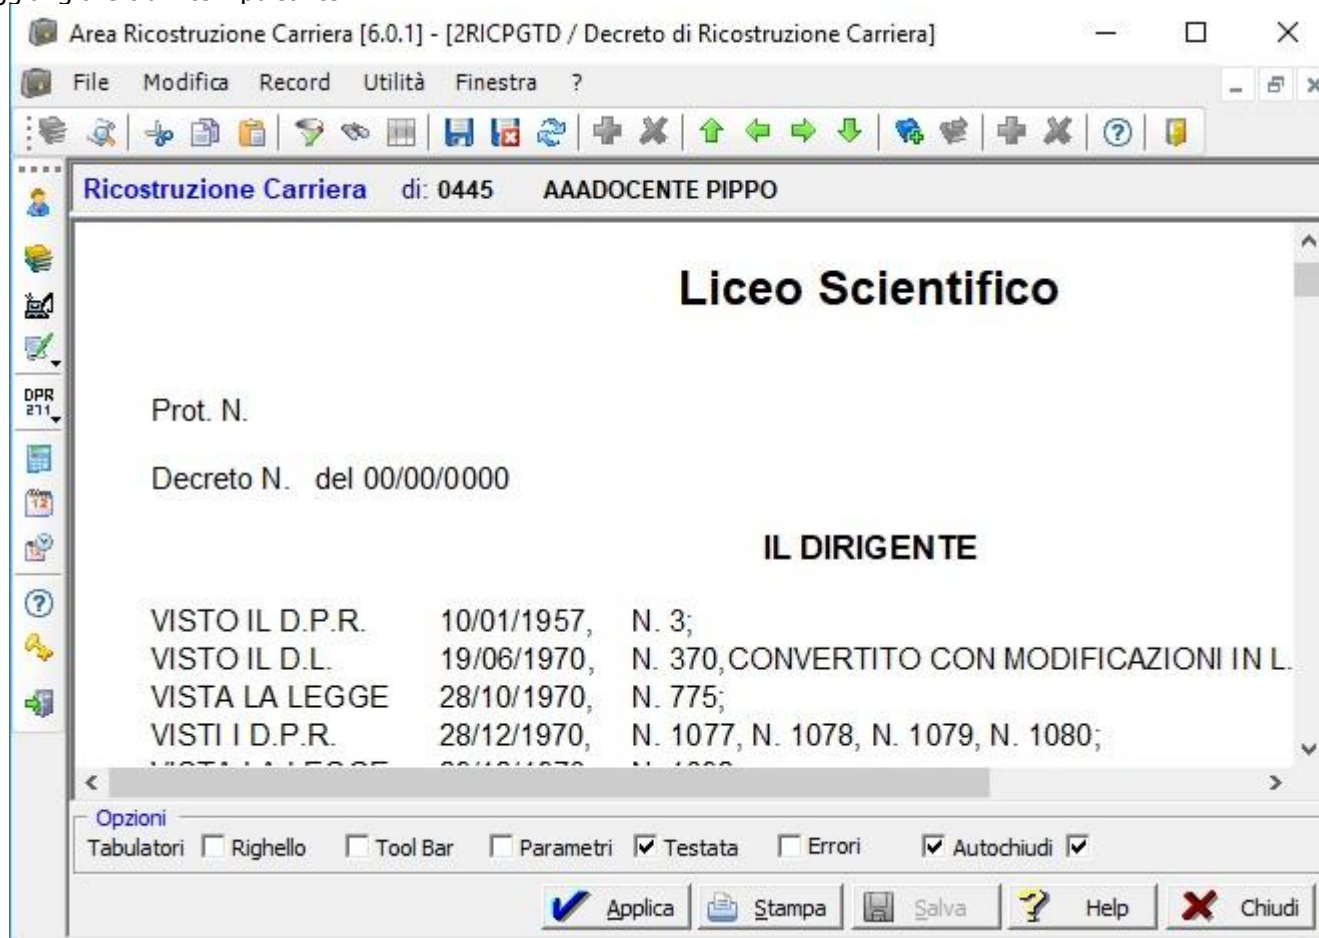 Area Ricostruzione Carriera [6.0.1] - [2RICPGTD / Decreto di Ricostruzione Carriera]
File Modifica Record Utilità Finestra ?
Ricostruzione Carriera di: 0445 AAADOCENTE PIPPO
DPR
271
12
Liceo Scientifico
Prot. N.
Decreto N. del 00/00/0000
IL DIRIGENTE
VISTO IL D.P.R. 10/01/1957, N. 3;
VISTO IL D.L. 19/06/1970, N. 370,CONVERTITO CON MODIFICAZIONI IN L.
VISTA LA LEGGE 28/10/1970, N. 775;
VISTI I D.P.R. 28/12/1970, N. 1077, N. 1078, N. 1079, N. 1080;
VISTA LA LEGGE
Opzioni
Tabulatori Righello Tool Bar Parametri Testata Errori Autochiudi
Applica Stampa Salva Help Chiudi